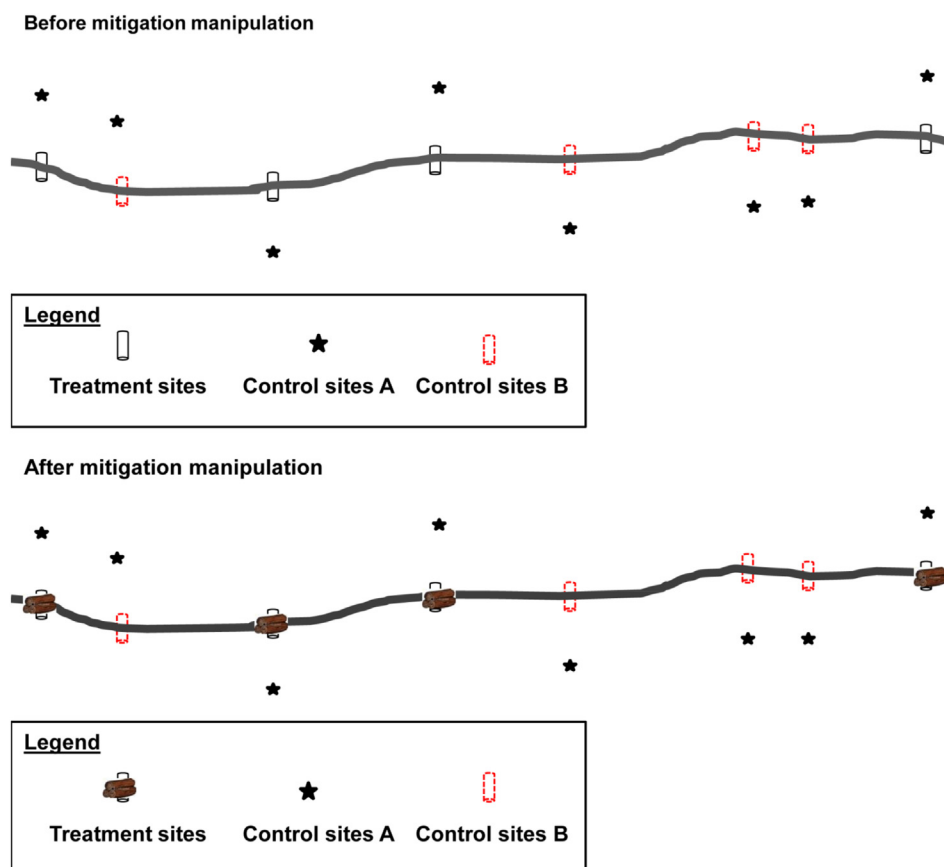 Before mitigation manipulation
Legend
Treatment sites Control sites A Control sites B
After mitigation manipulation
Legend
Treatment sites Control sites A Control sites B